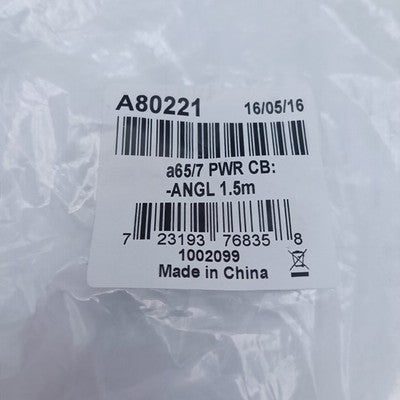 A80221 16/05/16
a65/7 PWR CB:
-ANGL 1.5m
7 23193 76835 8
1002099
Made in China